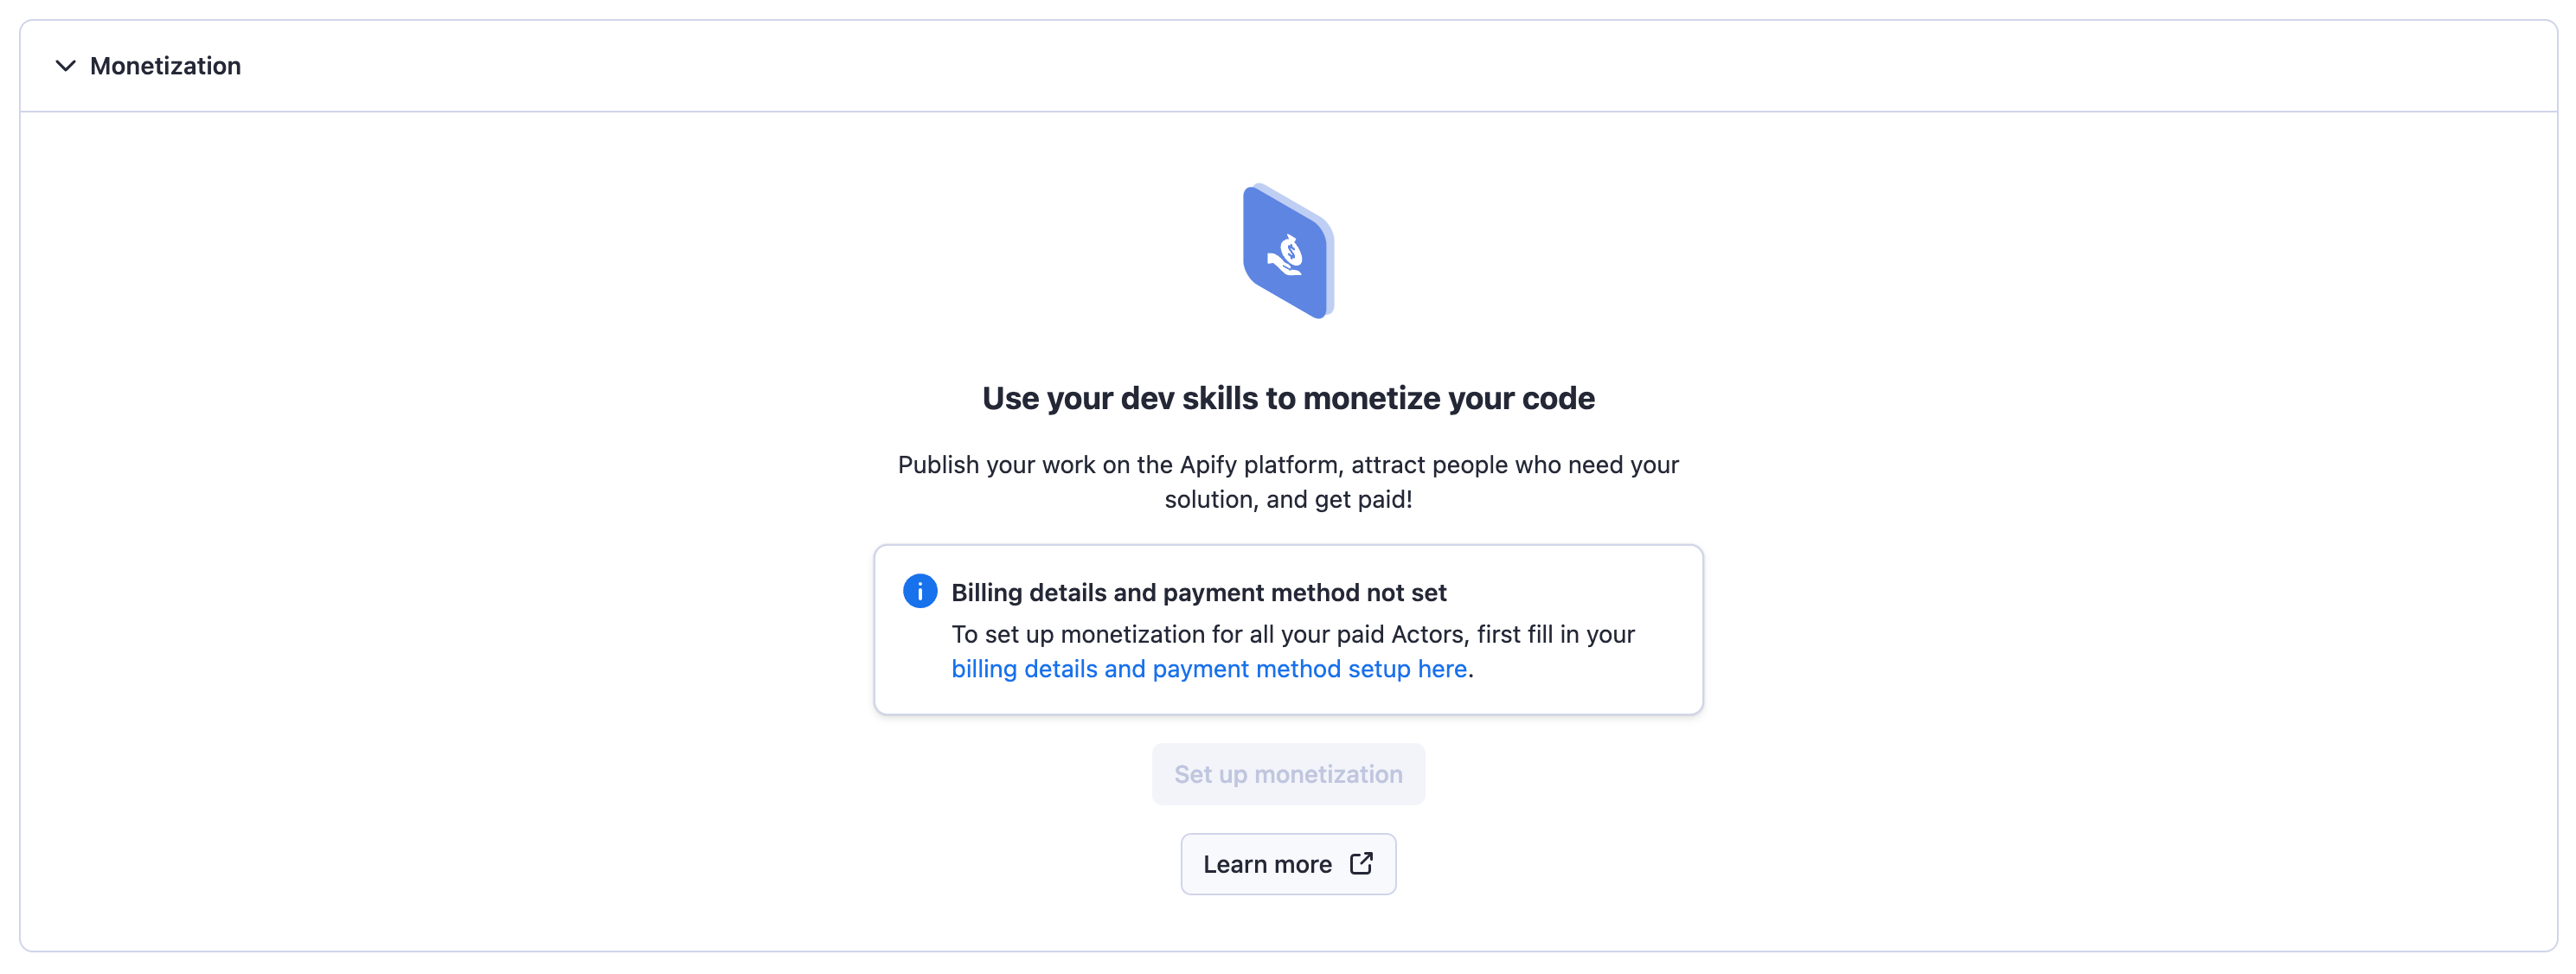 Monetization
Use your dev skills to monetize your code
Publish your work on the Apify platform, attract people who need your
solution, and get paid!
Billing details and payment method not set
To set up monetization for all your paid Actors, first fill in your
billing details and payment method setup here.
Set up monetization
Learn more